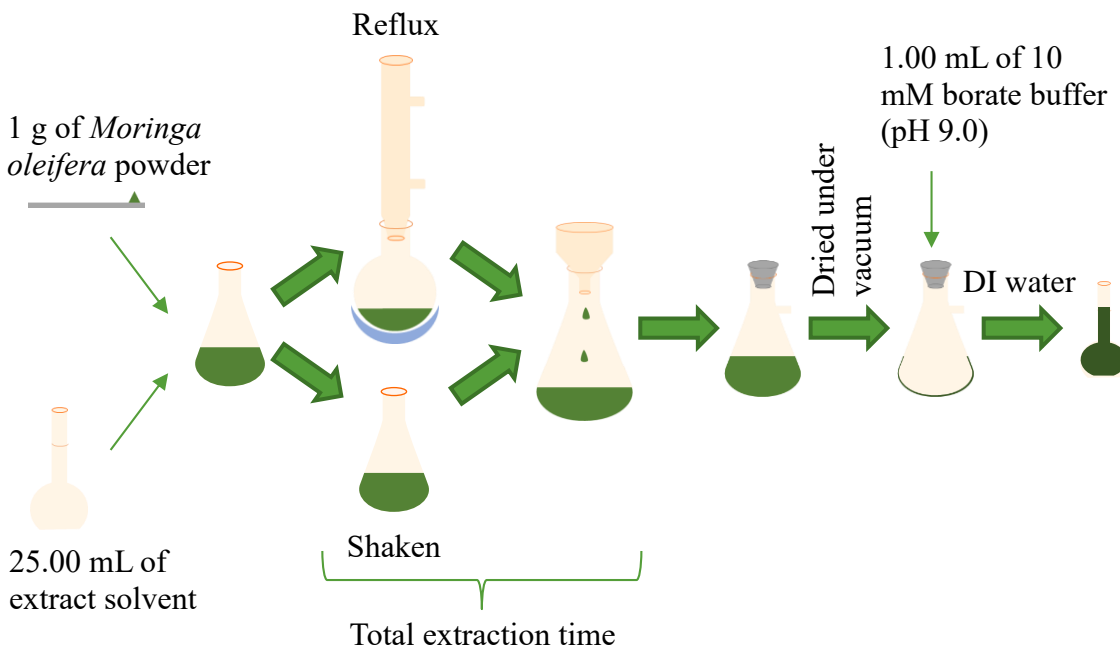 Reflux
1 g of Moringa
oleifera powder
25.00 mL of
extract solvent
Shaken
Total extraction time
Dried under
vacuum
1.00 mL of 10
mM borate buffer
(pH 9.0)
DI water